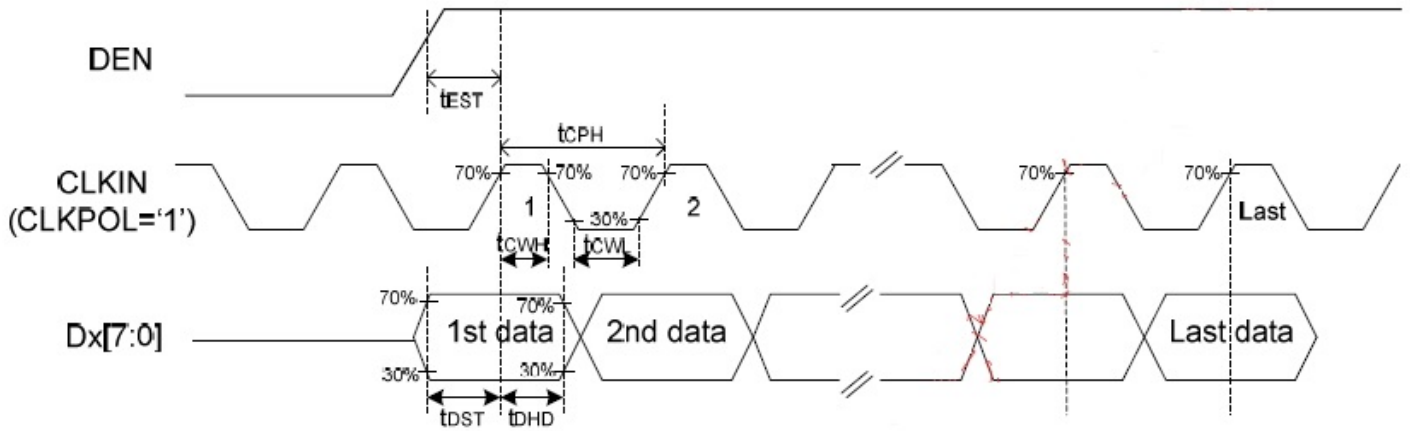 DEN
tEST
tCPH
CLKIN
(CLKPOL='1')
70% 70% 70% 70% 70%
1 2 Last
30%
tCWH tCWL
Dx[7:0]
70% 70%
1st data 2nd data Last data
30% 30%
tDST tDHD